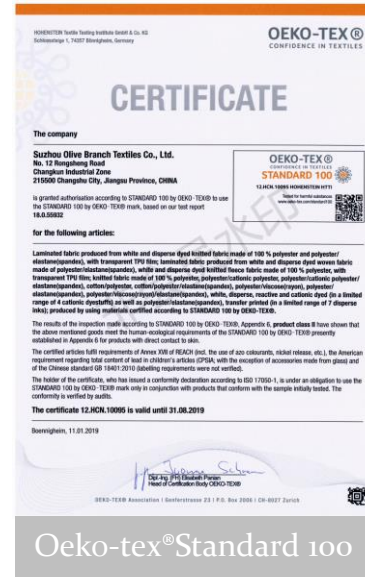 HOHENSTEIN Textile Testing Institute GmbH & Co. KG
Schlosssteige 1, 74357 Bönnigheim, Germany
OEKO-TEX®
CONFIDENCE IN TEXTILES
CERTIFICATE
The company
Suzhou Olive Branch Textiles Co., Ltd.
No. 12 Rungsheng Road
Changkun Industrial Zone
215500 Changshu City, Jiangsu Province, CHINA
OEKO-TEX®
CONFIDENCE IN TEXTILES
STANDARD 100
12.HCN.10095 HOHENSTEIN HTTI
Tested for harmful substances
www.oeko-tex.com/standard100
is granted authorisation according to STANDARD 100 by OEKO-TEX® to use
the STANDARD 100 by OEKO-TEX® mark, based on our test report
18.0.55932
for the following articles:
Laminated fabric produced from white and disperse dyed knitted fabric made of 100 % polyester and polyester/
elastane(spandex), with transparent TPU film; laminated fabric produced from white and disperse dyed woven fabric
made of polyester/elastane(spandex), white and disperse dyed knitted fleece fabric made of 100 % polyester, with
transparent TPU film; knitted fabric made of 100 % polyester, polyester/cationic polyester, polyester/cationic polyester/
elastane(spandex), cotton/polyester, cotton/polyester/elastane(spandex), polyester/viscose(rayon), polyester/
elastane(spandex), polyester/viscose(rayon)/elastane(spandex), white, disperse, reactive and cationic dyed (in a limited
range of 4 cationic dyestuffs) as well as polyester/elastane(spandex), transfer printed (in a limited range of 7 disperse
inks); produced by using materials certified according to STANDARD 100 by OEKO-TEX®.
The results of the inspection made according to STANDARD 100 by OEKO-TEX®, Appendix 6, product class II have shown that
the above mentioned goods meet the human-ecological requirements of the STANDARD 100 by OEKO-TEX® presently
established in Appendix 6 for products with direct contact to skin.
The certified articles fulfil requirements of Annex XVII of REACH (incl. the use of azo colourants, nickel release, etc.), the American
requirement regarding total content of lead in children's articles (CPSIA; with the exception of accessories made from glass) and
of the Chinese standard GB 18401:2010 (labelling requirements were not verified).
The holder of the certificate, who has issued a conformity declaration according to ISO 17050-1, is under an obligation to use the
STANDARD 100 by OEKO-TEX® mark only in conjunction with products that conform with the sample initially tested. The
conformity is verified by audits.
The certificate 12.HCN.10095 is valid until 31.08.2019
Boennigheim, 11.01.2019
Dipl.-Ing. (FH) Elisabeth Parsian
Head of Certification Body OEKO-TEX®
OEKO-TEX® Association | Genferstrasse 23 | P.O. Box 2006 | CH-8027 Zurich
Oeko-tex®Standard 100